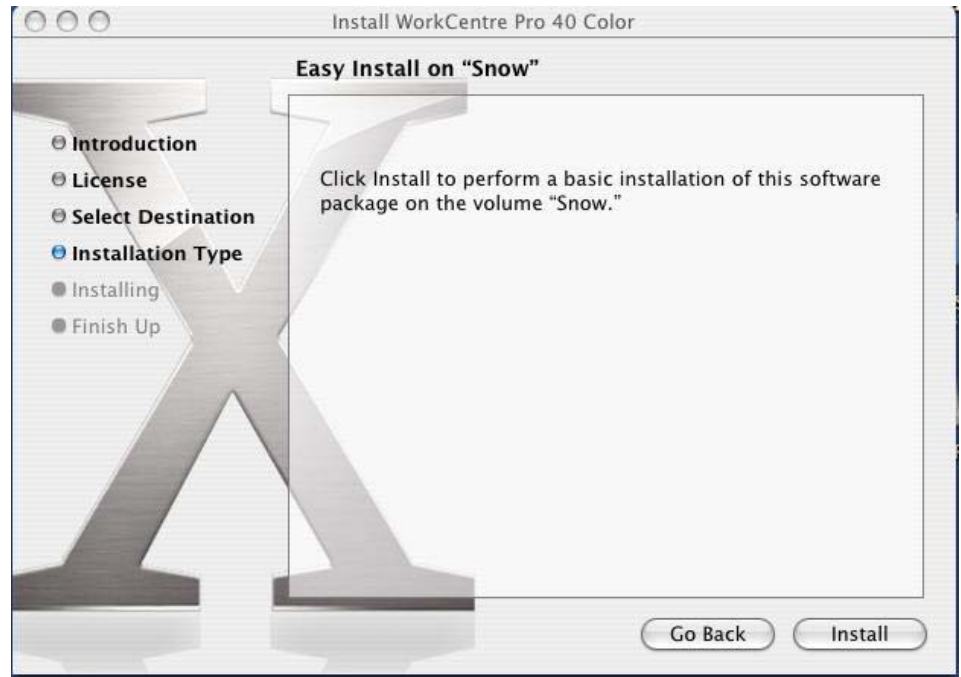 Install WorkCentre Pro 40 Color
Easy Install on “Snow”
Introduction
License
Select Destination
Installation Type
Installing
Finish Up
Click Install to perform a basic installation of this software
package on the volume “Snow.”
Go Back
Install